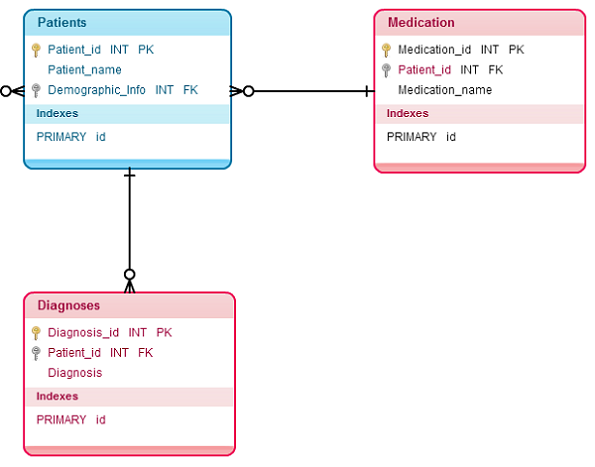 Patients
Patient_id INT PK
Patient_name
Demographic_Info INT FK
Indexes
PRIMARY id
Medication
Medication_id INT PK
Patient_id INT FK
Medication_name
Indexes
PRIMARY id
Diagnoses
Diagnosis_id INT PK
Patient_id INT FK
Diagnosis
Indexes
PRIMARY id